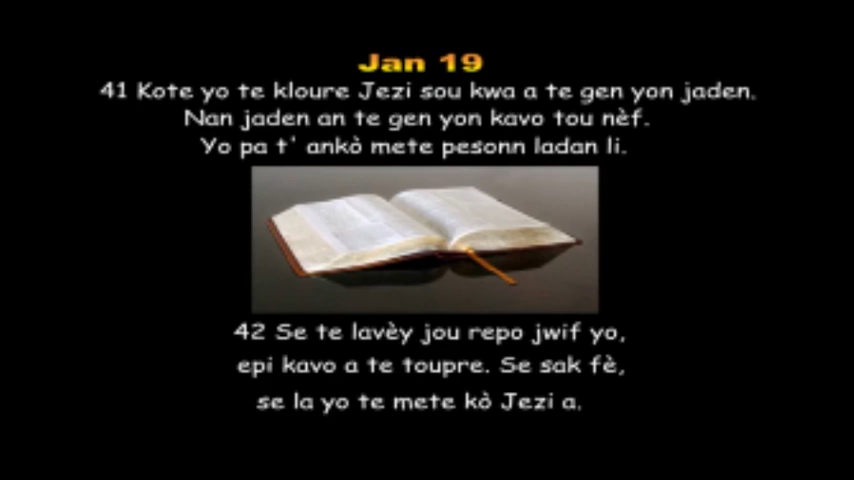 Jan 19
41 Kote yo te kloure Jezi sou kwa a te gen yon jaden.
Nan jaden an te gen yon kavo tou nèf.
Yo pa t' ankò mete pesonn ladan li.
42 Se te lavèy jou repo jwif yo,
epi kavo a te toupre. Se sak fè,
se la yo te mete kò Jezi a.